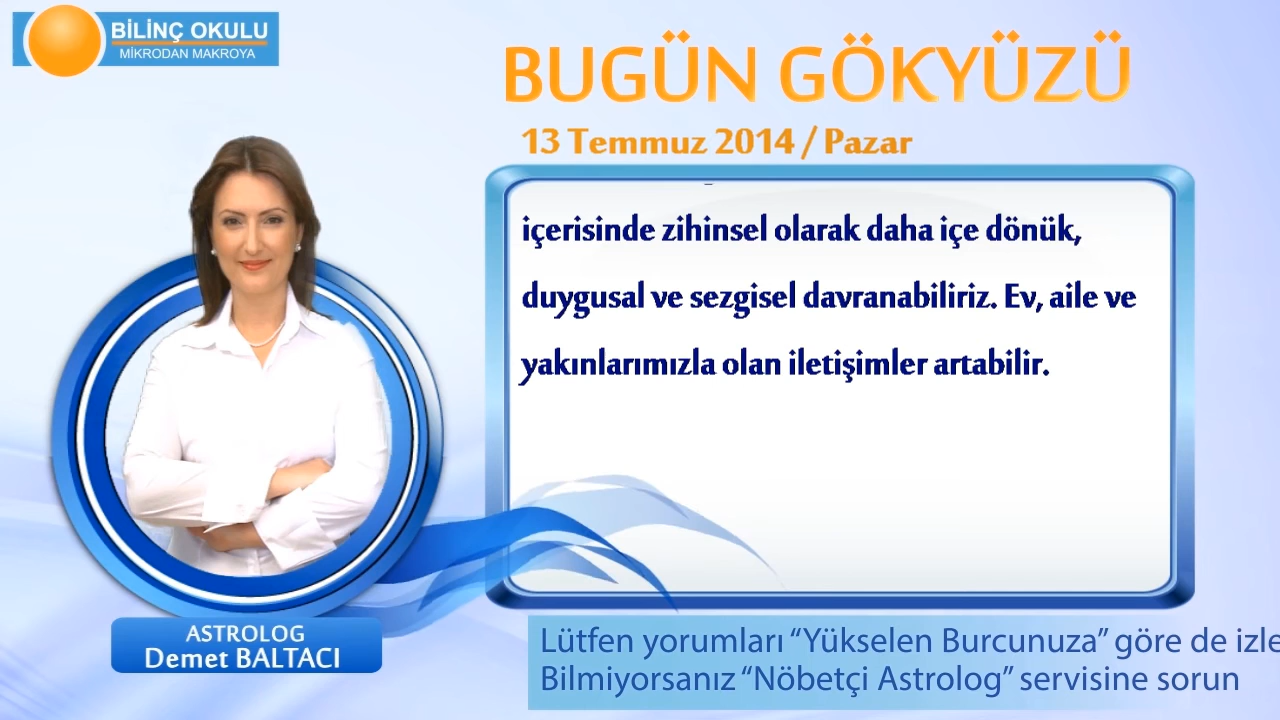 BİLİNÇ OKULU
MİKRODAN MAKROYA
BUGÜN GÖKYÜZÜ
13 Temmuz 2014 / Pazar
içerisinde zihinsel olarak daha içe dönük,
duygusal ve sezgisel davranabiliriz. Ev, aile ve
yakınlarımızla olan iletişimler artabilir.
ASTROLOG
Demet BALTACI
Lütfen yorumları “Yükselen Burcunuza” göre de izle
Bilmiyorsanız “Nöbetçi Astrolog” servisine sorun